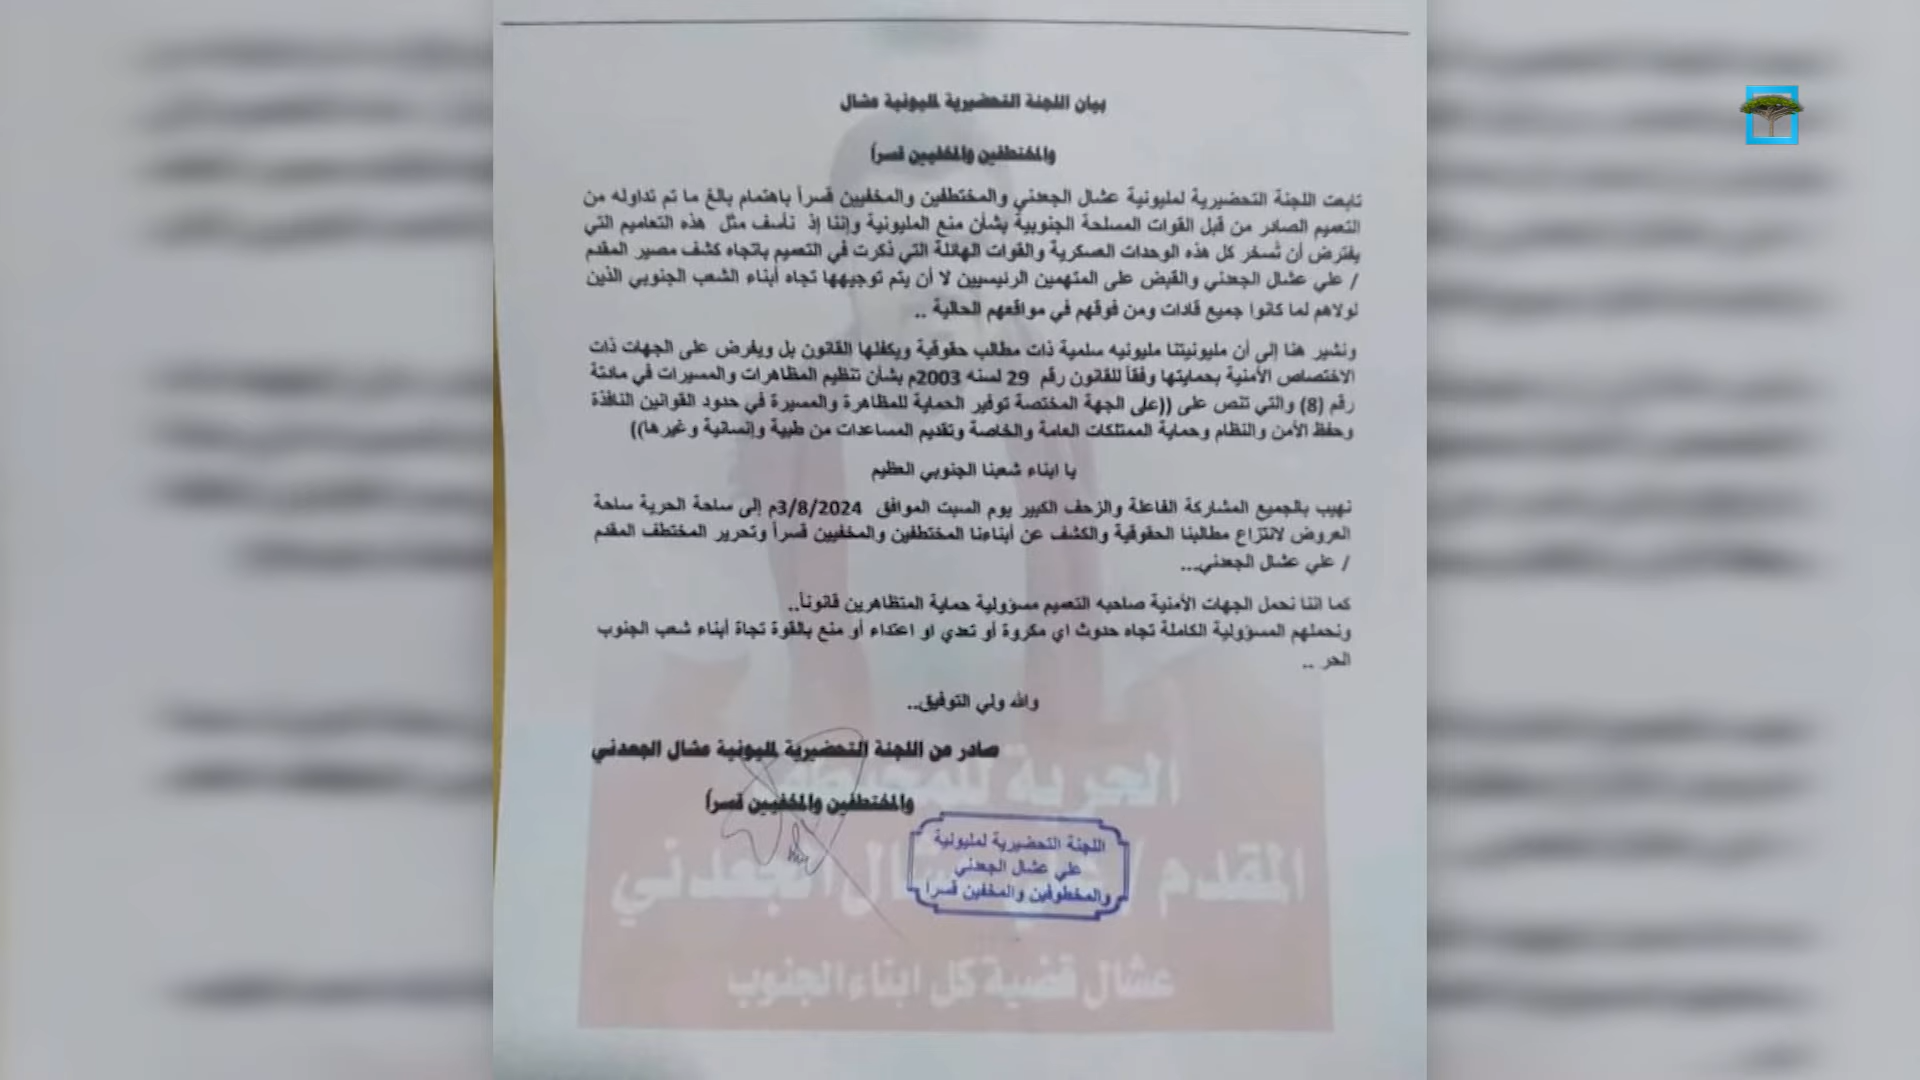 بيان اللجنة التحضيرية لمليونية عشال
والمختطفين والمخفيين قسراً
تابعت اللجنة التحضيرية لمليونية عشال الجعدني والمختطفين والمخفيين قسراً باهتمام بالغ ما تم تداوله من
التعميم الصادر من قبل القوات المسلحة الجنوبية بشأن منع المليونية وإننا إذ نأسف مثل هذه التعاميم التي
يفترض أن تُسخر كل هذه الوحدات العسكرية والقوات الهائلة التي ذكرت في التعميم باتجاه كشف مصير المقدم
/ علي عشال الجعدني والقبض على المتهمين الرئيسيين لا أن يتم توجيهها تجاه أبناء الشعب الجنوبي الذين
لولاهم لما كانوا جميع قادات ومن فوقهم في مواقعهم الحالية ..
ونشير هنا إلى أن مليونيتنا مليونيه سلمية ذات مطالب حقوقية ويكفلها القانون بل ويفرض على الجهات ذات
الاختصاص الأمنية بحمايتها وفقاً للقانون رقم 29 لسنه 2003م بشأن تنظيم المظاهرات والمسيرات في مادتة
رقم (8) والتي تنص على ((على الجهة المختصة توفير الحماية للمظاهرة والمسيرة في حدود القوانين النافذة
وحفظ الأمن والنظام وحماية الممتلكات العامة والخاصة وتقديم المساعدات من طبية وإنسانية وغيرها))
يا ابناء شعبنا الجنوبي العظيم
نهيب بالجميع المشاركة الفاعلة والزحف الكبير يوم السبت الموافق 3/8/2024م إلى ساحة الحرية ساحة
العروض لانتزاع مطالبنا الحقوقية والكشف عن أبناءنا المختطفين والمخفيين قسراً وتحرير المختطف المقدم
/ علي عشال الجعدني...
كما اننا نحمل الجهات الأمنية صاحبه التعميم مسؤولية حماية المتظاهرين قانوناً..
ونحملهم المسؤولية الكاملة تجاه حدوث اي مكروة أو تعدي او اعتداء أو منع بالقوة تجاة أبناء شعب الجنوب
الحر ..
والله ولي التوفيق..
صادر من اللجنة التحضيرية لمليونية عشال الجعدني
والمختطفين والمخفيين قسراً
اللجنة التحضيرية لمليونية
علي عشال الجعدني
والمخطوفين والمخفين قسرا
الحرية للمختطف
المقدم / علي عشال الجعدني
عشال قضية كل ابناء الجنوب